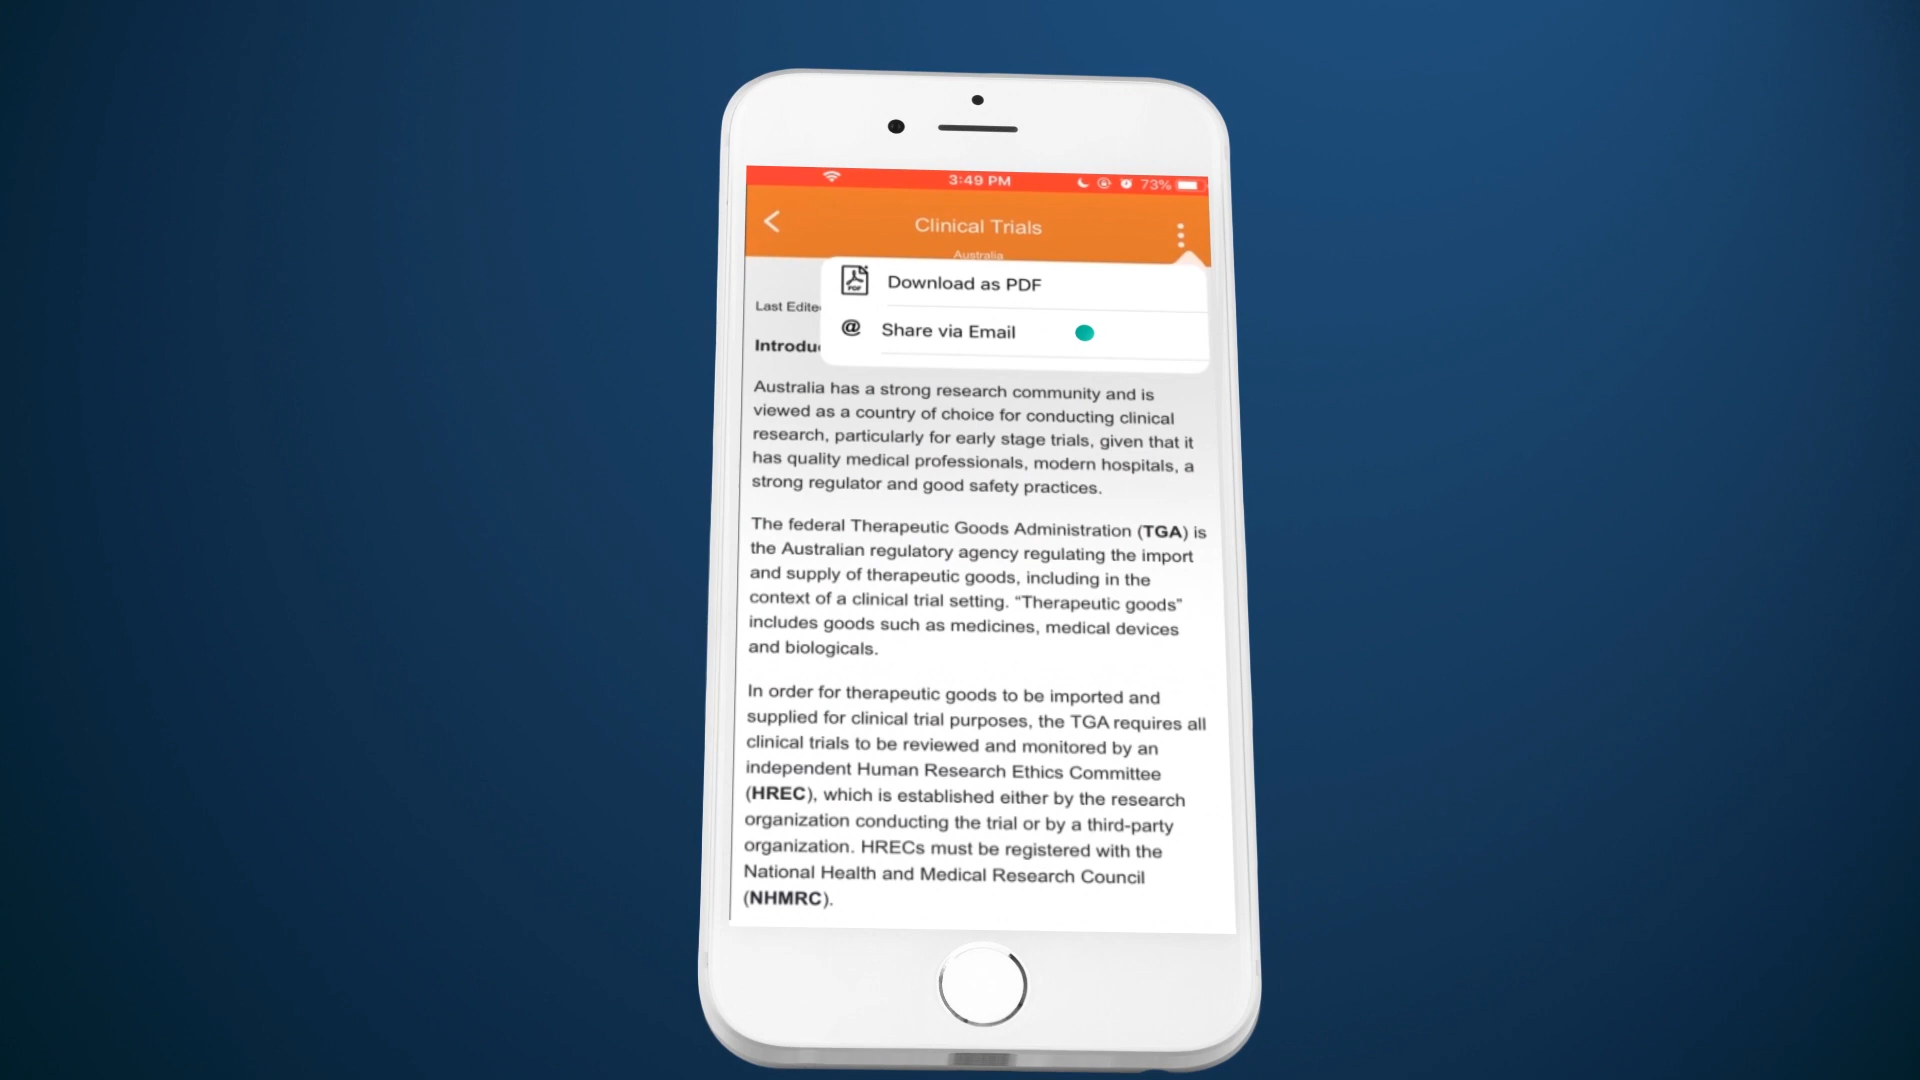 3:49 PM 73%
Clinical Trials
Australia
PDF Download as PDF
Last Edite
@ Share via Email
Introdu
Australia has a strong research community and is
viewed as a country of choice for conducting clinical
research, particularly for early stage trials, given that it
has quality medical professionals, modern hospitals, a
strong regulator and good safety practices.
The federal Therapeutic Goods Administration (TGA) is
the Australian regulatory agency regulating the import
and supply of therapeutic goods, including in the
context of a clinical trial setting. “Therapeutic goods”
includes goods such as medicines, medical devices
and biologicals.
In order for therapeutic goods to be imported and
supplied for clinical trial purposes, the TGA requires all
clinical trials to be reviewed and monitored by an
independent Human Research Ethics Committee
(HREC), which is established either by the research
organization conducting the trial or by a third-party
organization. HRECs must be registered with the
National Health and Medical Research Council
(NHMRC).